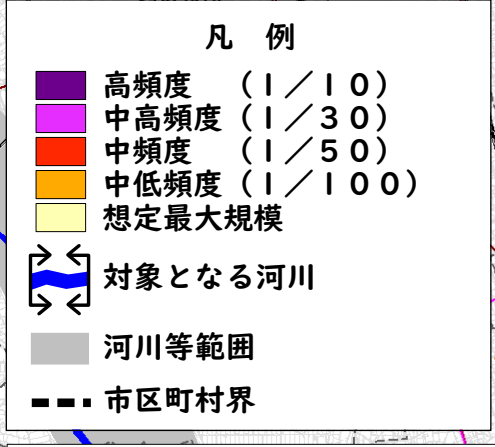 凡　例
高頻度　（１／１０）
中高頻度（１／３０）
中頻度　（１／５０）
中低頻度（１／１００）
想定最大規模
対象となる河川
河川等範囲
市区町村界